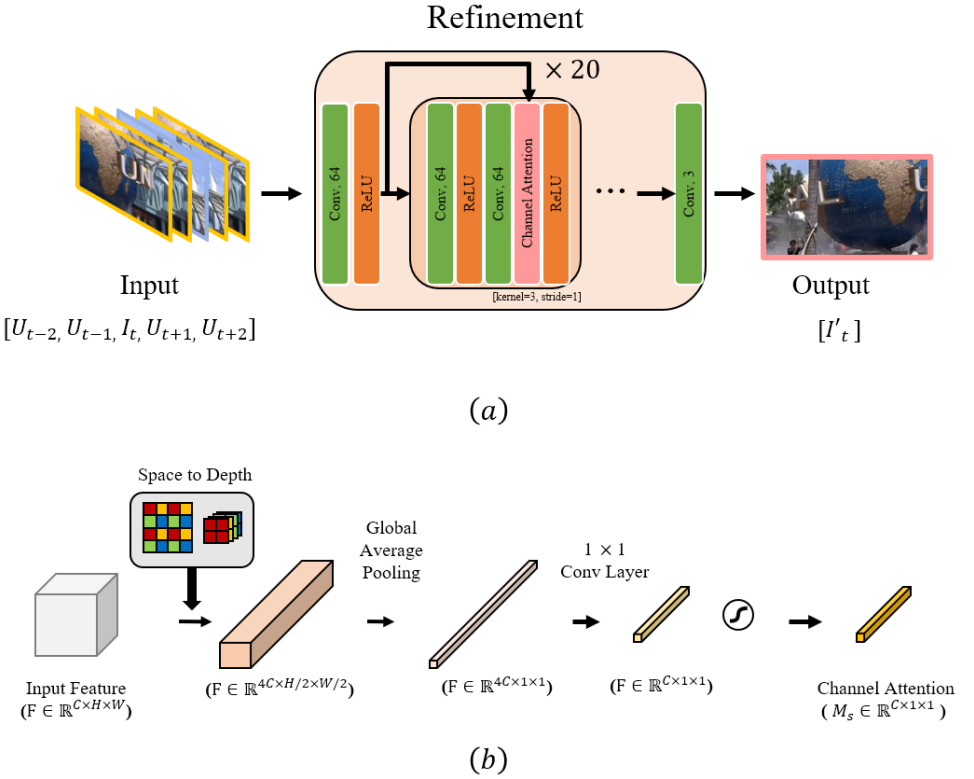 Refinement
× 20
Conv, 64
ReLU
Conv, 64
ReLU
Conv, 64
Channel Attention
ReLU
...
Conv, 3
[kernel=3, stride=1]
UN
L U
Input
Output
[U_{t−2}, U_{t−1}, I_t, U_{t+1}, U_{t+2}]
[I'_t]
(a)
Space to Depth
Global
Average
Pooling
1 × 1
Conv Layer
Input Feature
(F ∈ ℝ^{C×H×W})
(F ∈ ℝ^{4C×H/2×W/2})
(F ∈ ℝ^{4C×1×1})
(F ∈ ℝ^{C×1×1})
Channel Attention
( M_s ∈ ℝ^{C×1×1} )
(b)